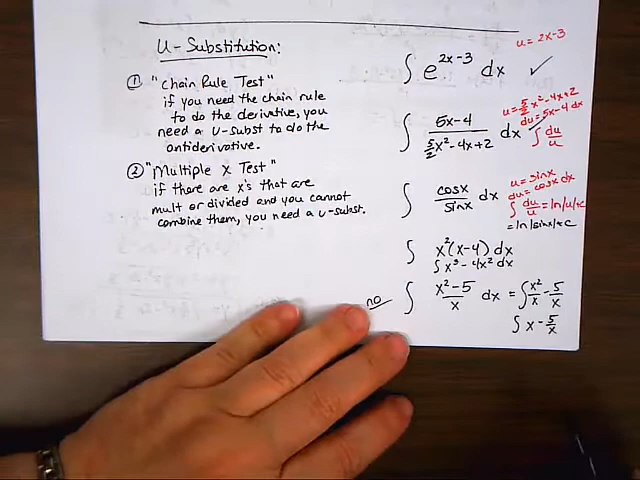 U-Substitution:
① "Chain Rule Test"
if you need the chain rule
to do the derivative, you
need a U-subst to do the
antiderivative.
② "Multiple x Test"
if there are x's that are
mult or divided and you cannot
combine them, you need a u-subst.
∫ e^(2x-3) dx ✓
u = 2x-3
∫ (5x-4)/(5/2 x²-4x+2) dx ✓
u = 5/2 x²-4x+2
du = 5x-4 dx
∫ du/u
∫ cosx/sinx dx
u = sinx
du = cosx dx
∫ du/u = ln|u|+c
= ln|sinx|+c
∫ x²(x-4) dx
∫ x³ - 4x² dx
no ∫ (x²-5)/x dx = ∫ x²/x - 5/x
∫ x - 5/x